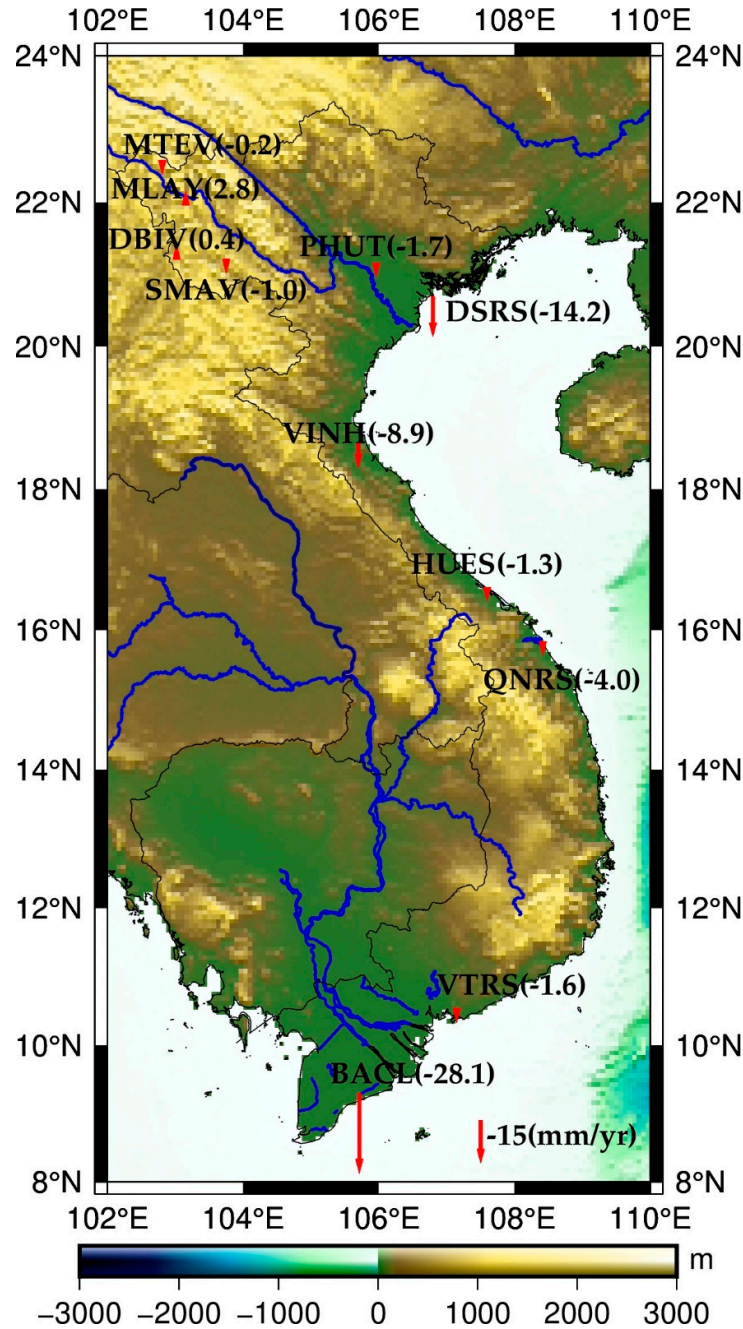 102°E 104°E 106°E 108°E 110°E
24°N 24°N
MTEV(-0.2)
22°N MLAY(2.8) 22°N
DBIV(0.4) PHUT(-1.7)
SMAV(-1.0) DSRS(-14.2)
20°N 20°N
VINH(-8.9)
18°N 18°N
HUES(-1.3)
16°N 16°N
QNRS(-4.0)
14°N 14°N
12°N 12°N
VTRS(-1.6)
10°N 10°N
BACL(-28.1)
-15(mm/yr)
8°N 8°N
102°E 104°E 106°E 108°E 110°E
m
−3000 −2000 −1000 0 1000 2000 3000